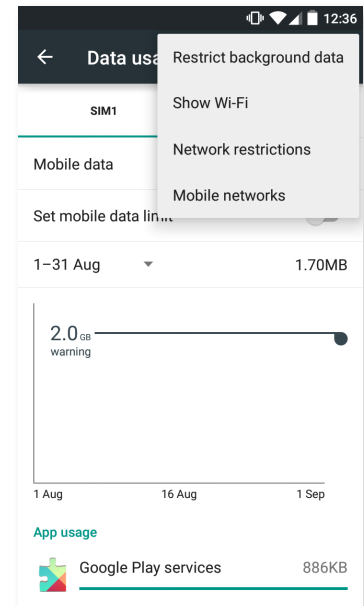 12:36
Data usa
Restrict background data
Show Wi-Fi
Network restrictions
Mobile networks
SIM1
Mobile data
Set mobile data limit
1–31 Aug
1.70MB
2.0 GB
warning
1 Aug
16 Aug
1 Sep
App usage
Google Play services
886KB